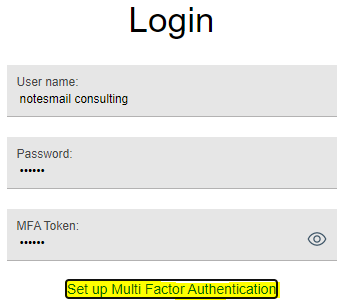 Login
User name:
notesmail consulting
Password:
••••••
MFA Token:
••••••
Set up Multi Factor Authentication